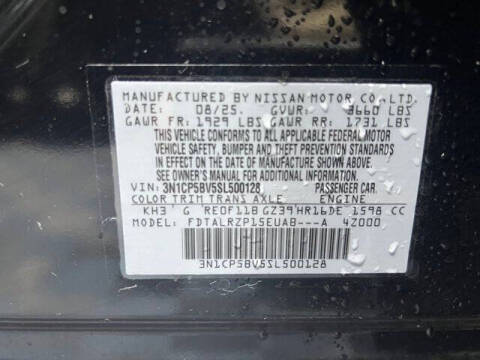 MANUFACTURED BY NISSAN MOTOR CO., LTD.
DATE: 08/25. GVWR: 3660 LBS
GAWR FR: 1929 LBS GAWR RR: 1731 LBS
THIS VEHICLE CONFORMS TO ALL APPLICABLE FEDERAL MOTOR
VEHICLE SAFETY, BUMPER AND THEFT PREVENTION STANDARDS
IN EFFECT ON THE DATE OF MANUFACTURE SHOWN ABOVE.
SEE OWNER'S MANUAL FOR ADDITIONAL INFORMATION
VIN: 3N1CP5BV5SL500128 PASSENGER CAR
COLOR TRIM TRANS AXLE ENGINE
KH3 G RE0F11B GZ39 HR16DE 1598 CC
FDTALRZP15EUAB---A 4Z000
3N1CP5BV5SL500128